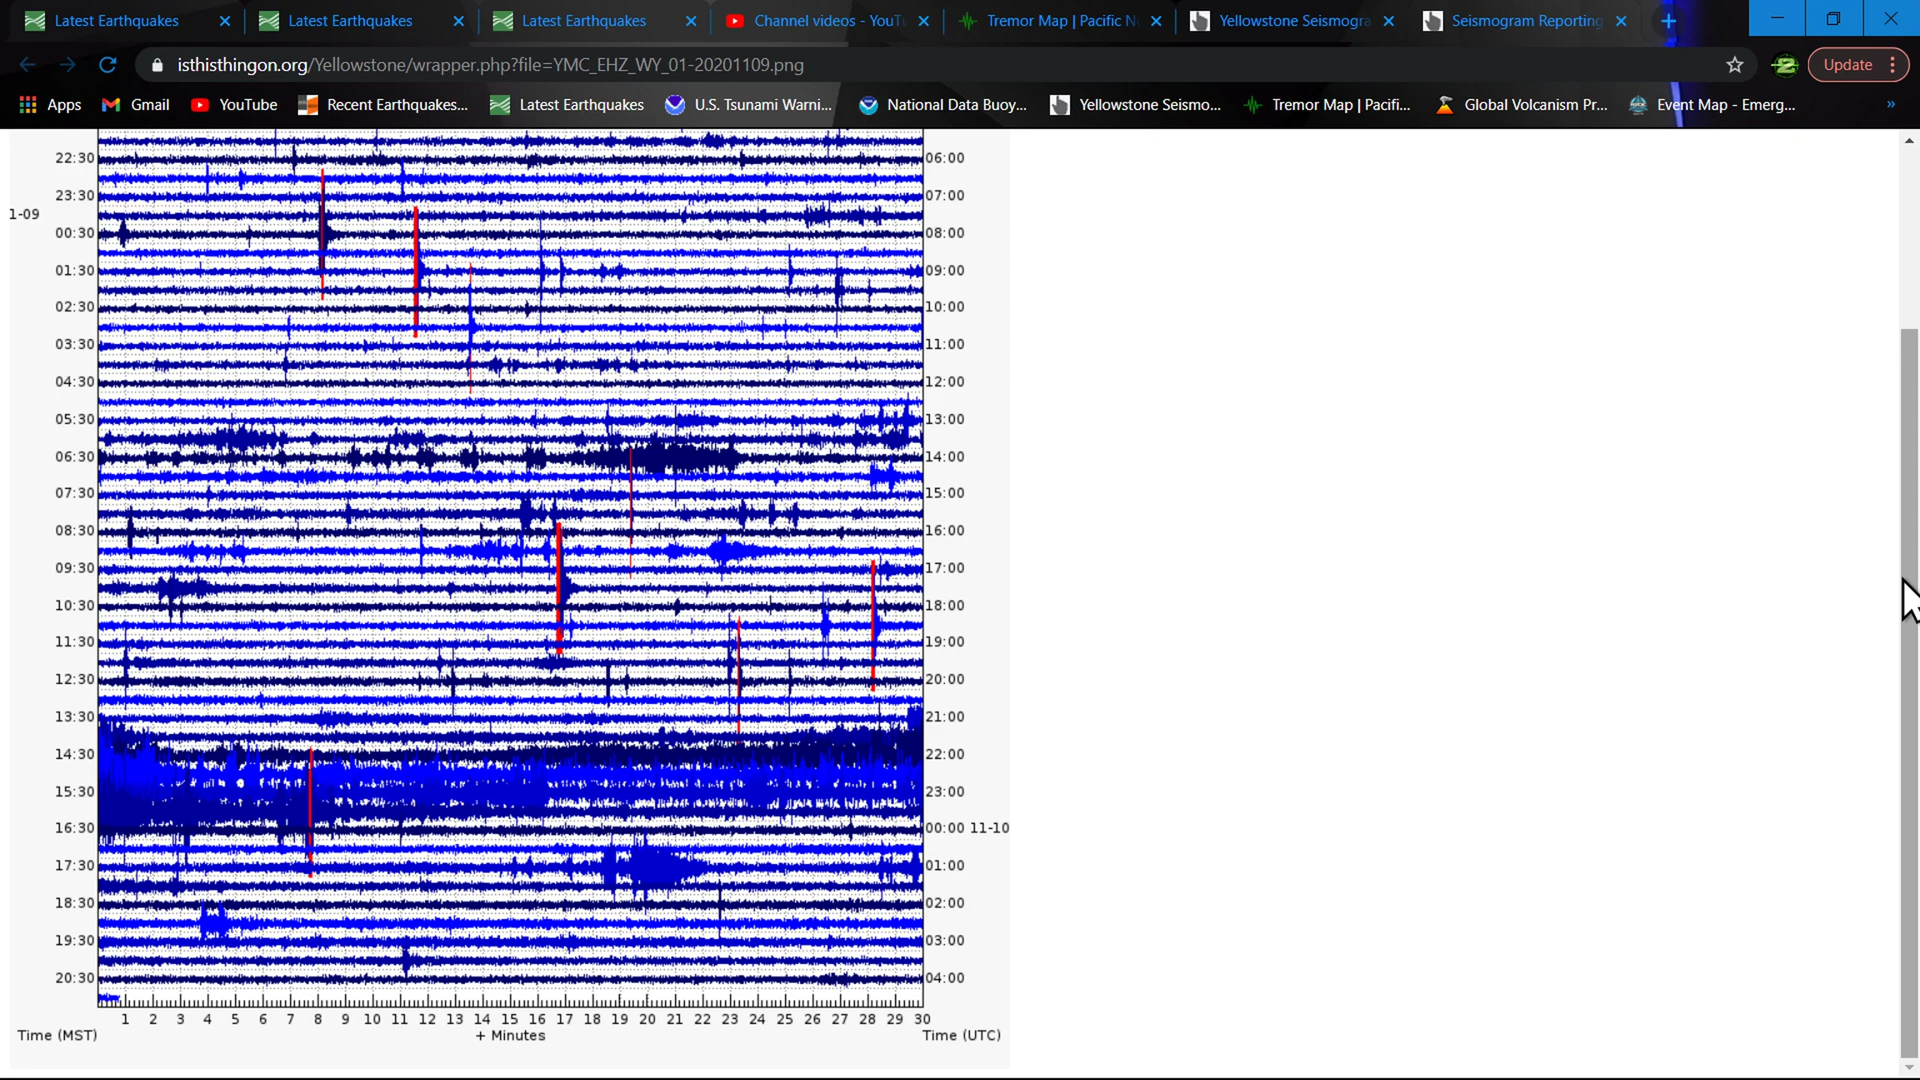 Latest Earthquakes
Latest Earthquakes
Latest Earthquakes
Channel videos - YouTu
Tremor Map | Pacific N
Yellowstone Seismogra
Seismogram Reporting
isthisthingon.org/Yellowstone/wrapper.php?file=YMC_EHZ_WY_01-20201109.png
Update
Apps
Gmail
YouTube
Recent Earthquakes...
Latest Earthquakes
U.S. Tsunami Warni...
National Data Buoy...
Yellowstone Seismo...
Tremor Map | Pacifi...
Global Volcanism Pr...
Event Map - Emerg...
»
22:30 06:00
23:30 07:00
1-09
00:30 08:00
01:30 09:00
02:30 10:00
03:30 11:00
04:30 12:00
05:30 13:00
06:30 14:00
07:30 15:00
08:30 16:00
09:30 17:00
10:30 18:00
11:30 19:00
12:30 20:00
13:30 21:00
14:30 22:00
15:30 23:00
16:30 00:00 11-10
17:30 01:00
18:30 02:00
19:30 03:00
20:30 04:00
1 2 3 4 5 6 7 8 9 10 11 12 13 14 15 16 17 18 19 20 21 22 23 24 25 26 27 28 29 30
Time (MST) + Minutes Time (UTC)